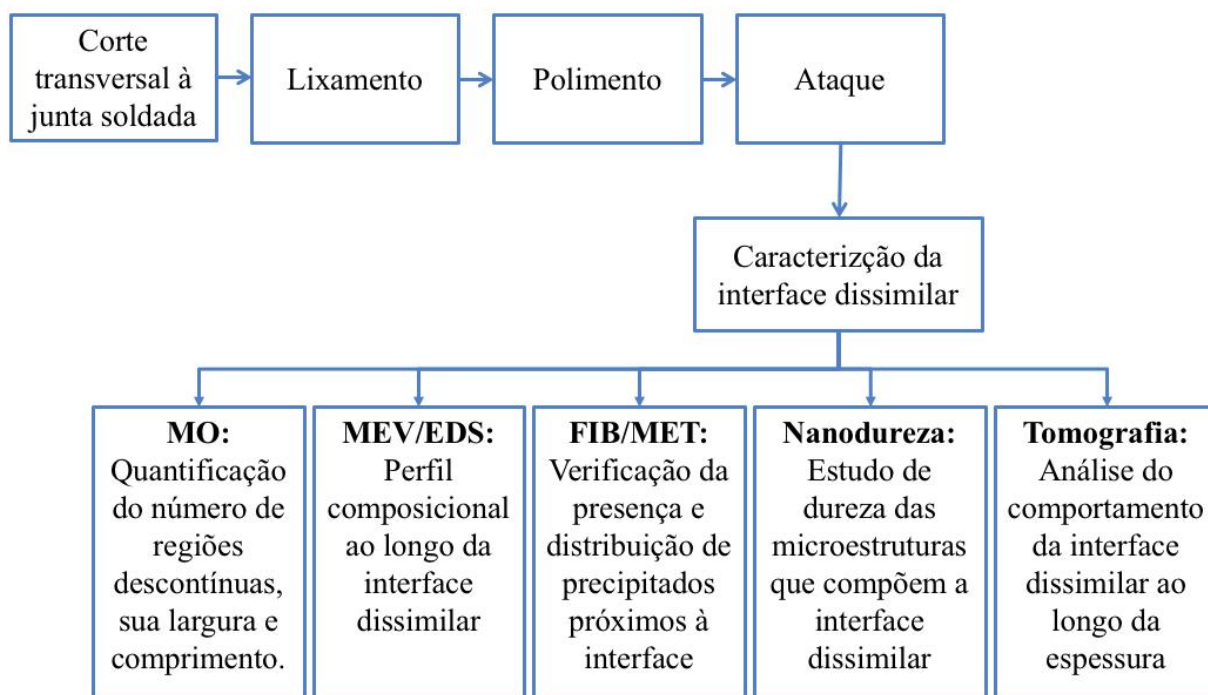 Corte
transversal à
junta soldada
Lixamento
Polimento
Ataque
Caracterizção da
interface dissimilar
MO:
Quantificação
do número de
regiões
descontínuas,
sua largura e
comprimento.
MEV/EDS:
Perfil
composicional
ao longo da
interface
dissimilar
FIB/MET:
Verificação da
presença e
distribuição de
precipitados
próximos à
interface
Nanodureza:
Estudo de
dureza das
microestruturas
que compõem a
interface
dissimilar
Tomografia:
Análise do
comportamento
da interface
dissimilar ao
longo da
espessura